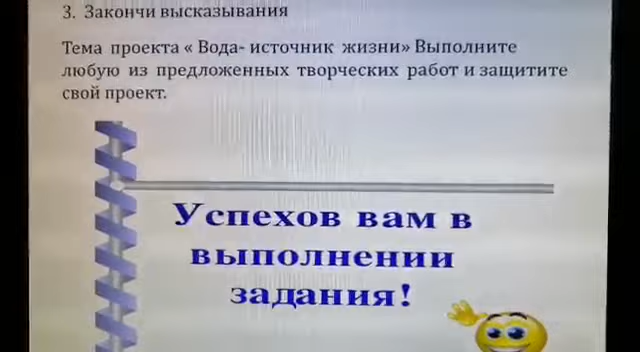 3. Закончи высказывания
Тема проекта « Вода- источник жизни» Выполните
любую из предложенных творческих работ и защитите
свой проект.
Успехов вам в
выполнении
задания!